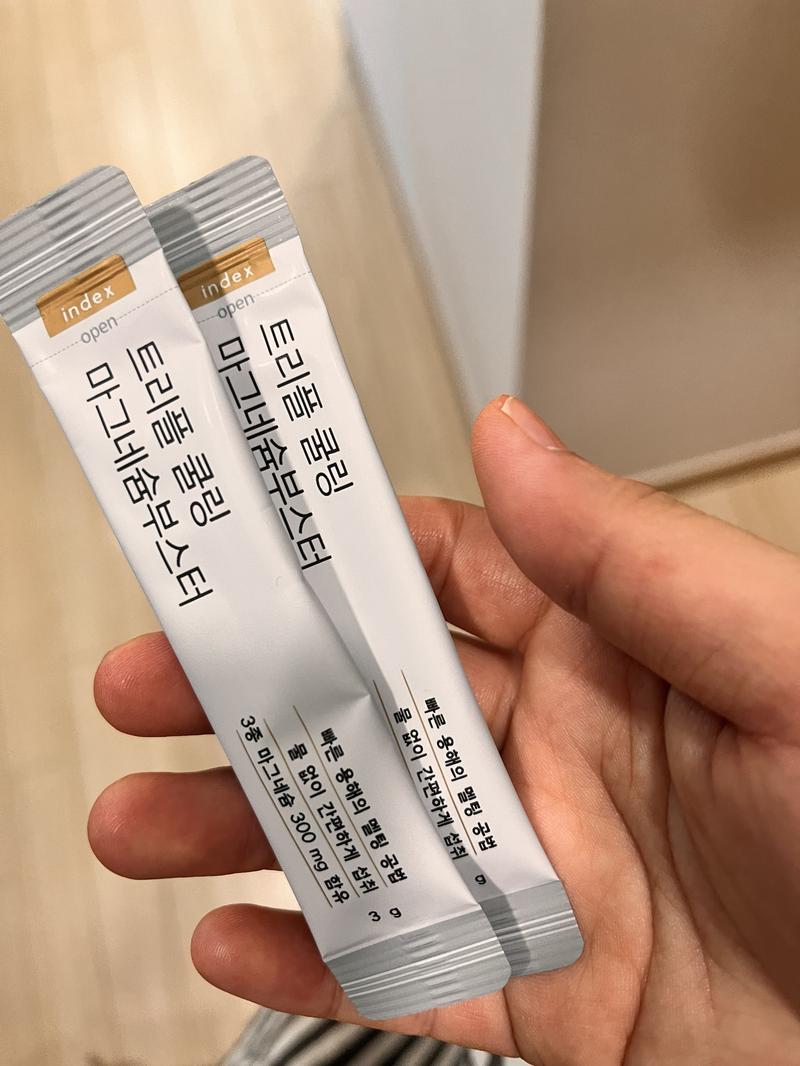 index
open
트리플 쿨링
마그네슘부스터
빠른 용해의 멜팅 공법
물 없이 간편하게 섭취
3종 마그네슘 300 mg 함유
3 g
index
open
트리플 쿨링
마그네슘부스터
빠른 용해의 멜팅 공법
물 없이 간편하게 섭취
g